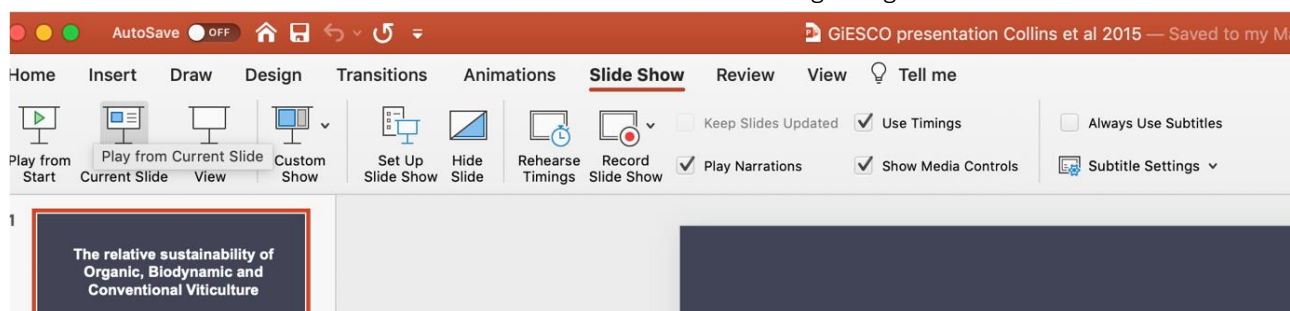 AutoSave OFF
GiESCO presentation Collins et al 2015 — Saved to my Ma
Home Insert Draw Design Transitions Animations Slide Show Review View Tell me
Play from Start
Play from Current Slide
Current Slide
View
Custom Show
Set Up Slide Show
Hide Slide
Rehearse Timings
Record Slide Show
Keep Slides Updated
Play Narrations
Use Timings
Show Media Controls
Always Use Subtitles
Subtitle Settings
1
The relative sustainability of
Organic, Biodynamic and
Conventional Viticulture